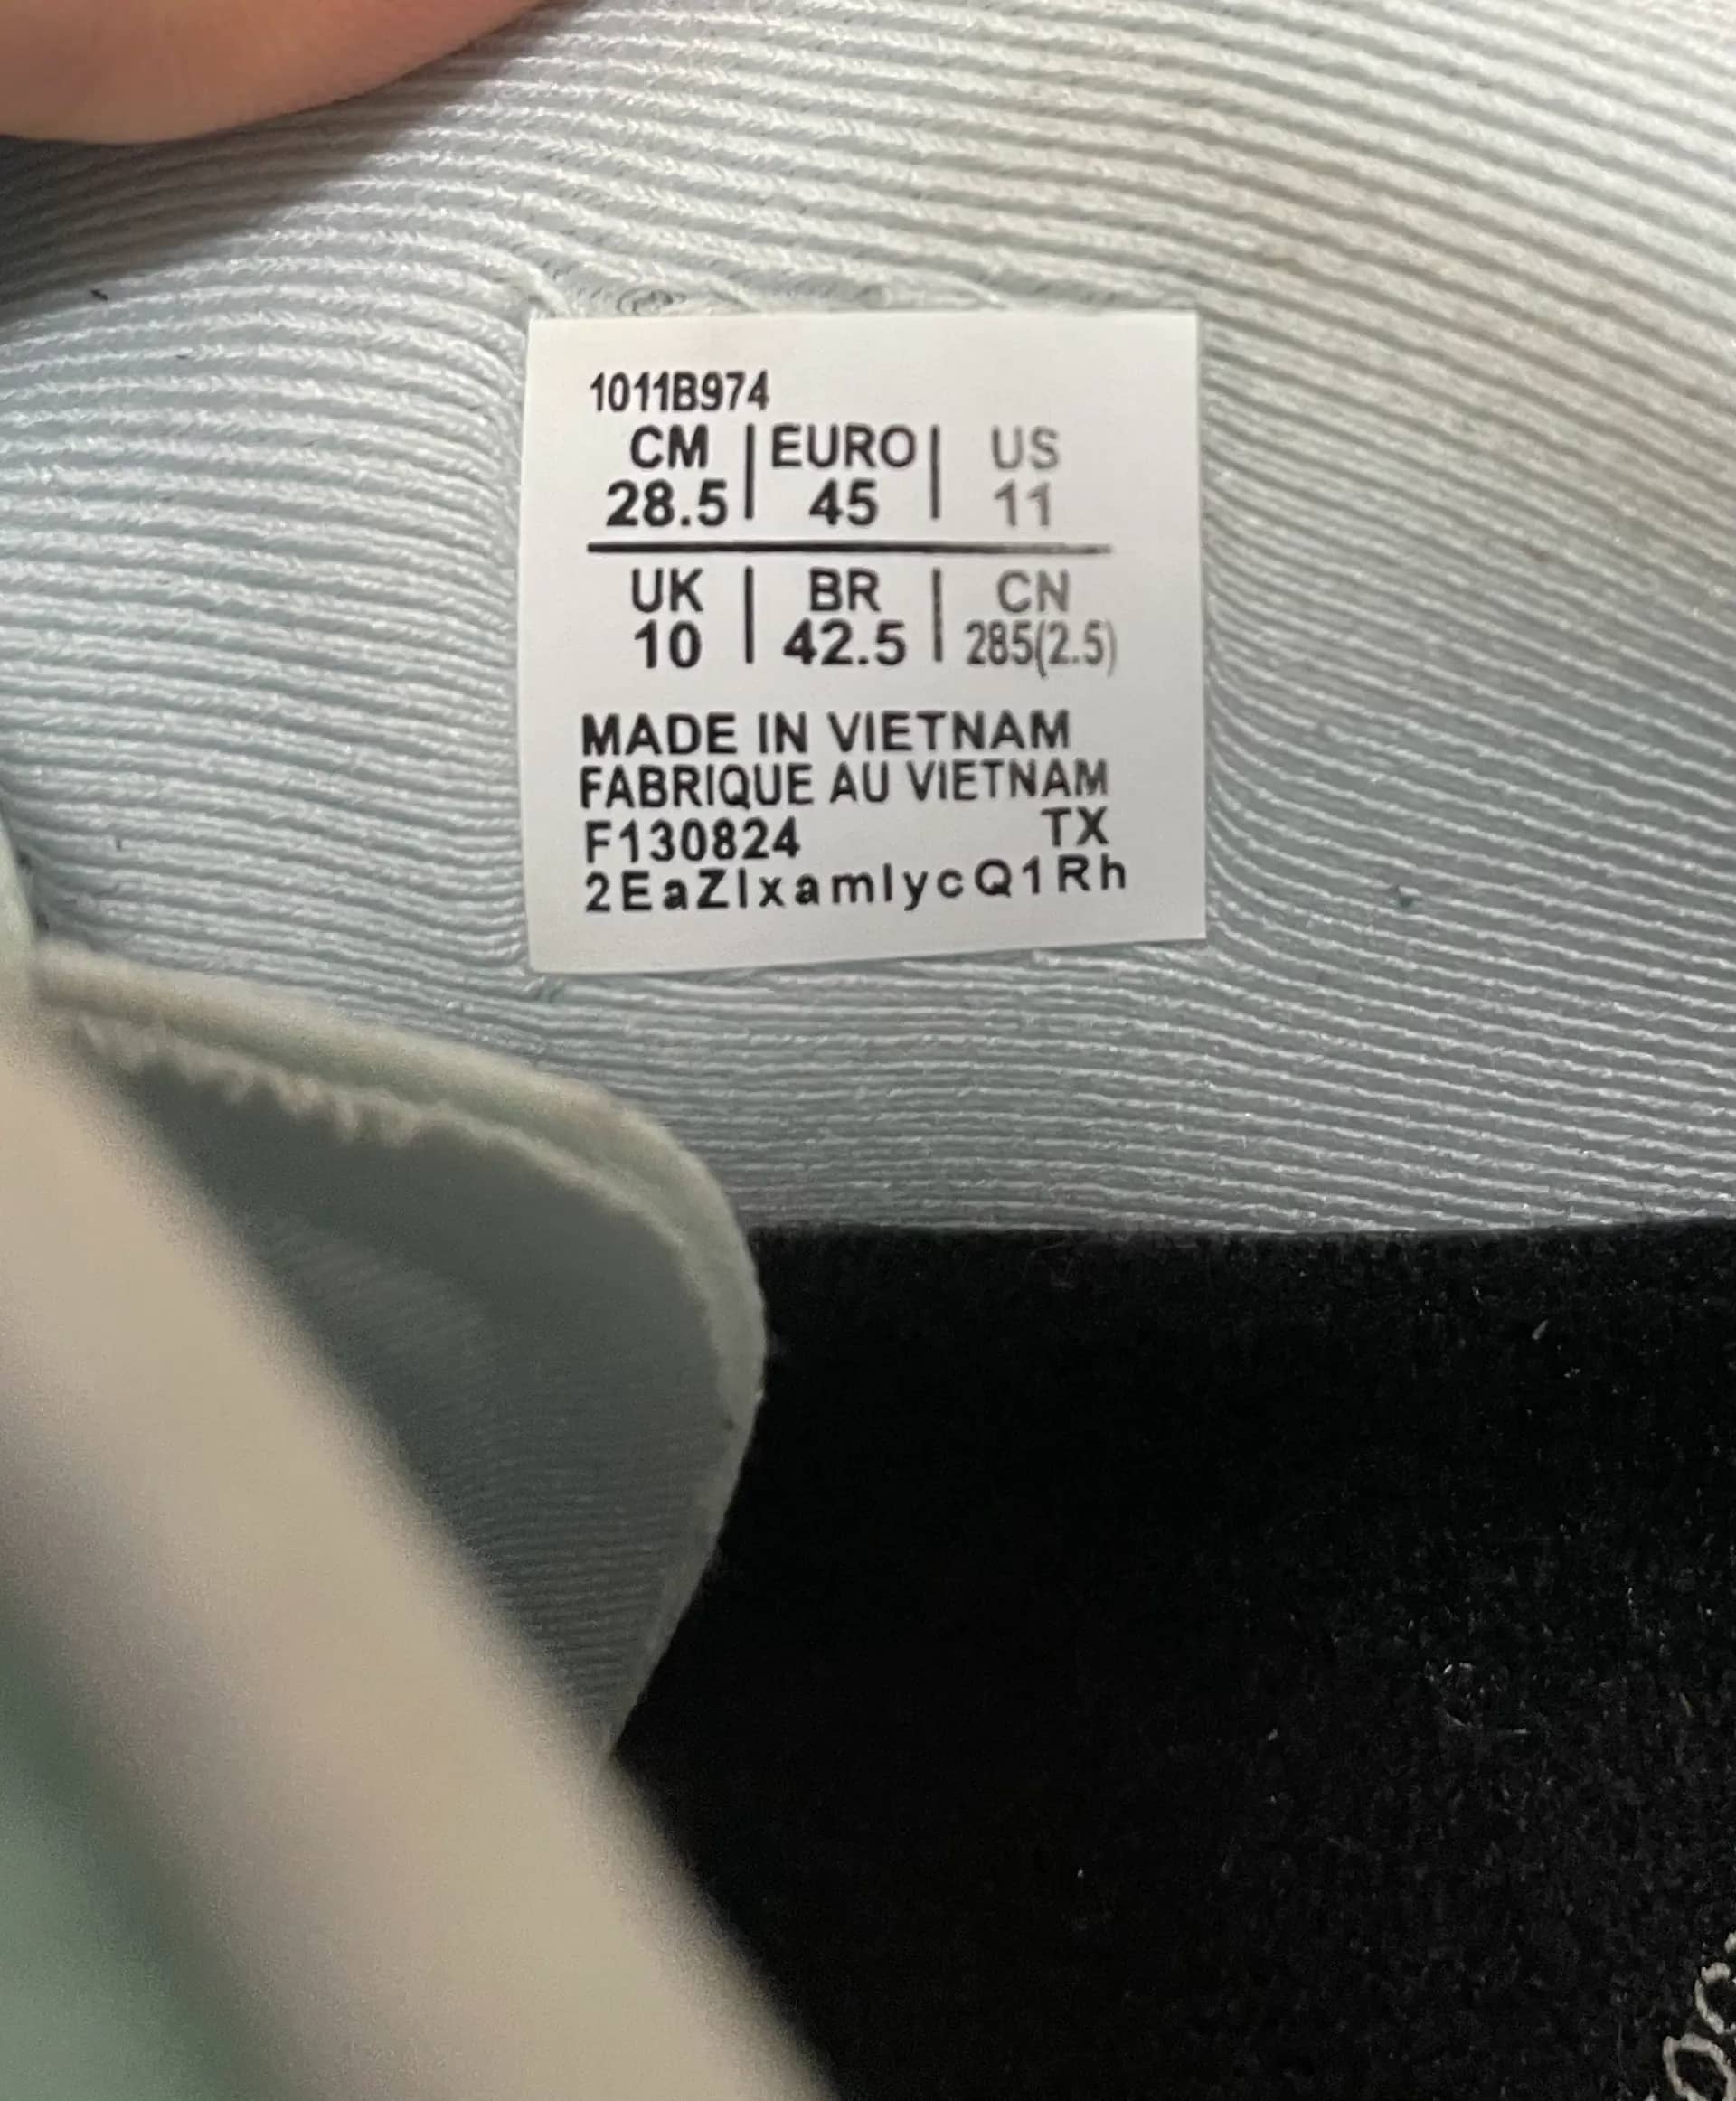 1011B974
CM | EURO | US
28.5 | 45 | 11
UK | BR | CN
10 | 42.5 | 285(2.5)
MADE IN VIETNAM
FABRIQUE AU VIETNAM
F130824 TX
2EaZlxamlycQ1Rh